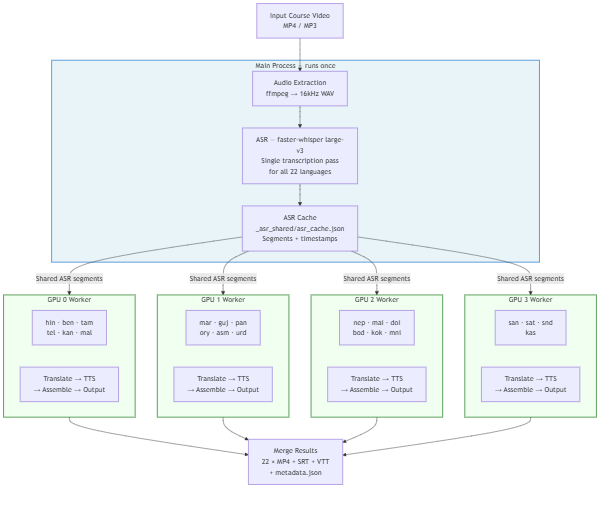 Input Course Video
MP4 / MP3
Main Process — runs once
Audio Extraction
ffmpeg → 16kHz WAV
ASR — faster-whisper large-
v3
Single transcription pass
for all 22 languages
ASR Cache
_asr_shared/asr_cache.json
Segments + timestamps
Shared ASR segments
Shared ASR segments
Shared ASR segments
Shared ASR segments
GPU 0 Worker
hin · ben · tam
tel · kan · mal
Translate → TTS
→ Assemble → Output
GPU 1 Worker
mar · guj · pan
ory · asm · urd
Translate → TTS
→ Assemble → Output
GPU 2 Worker
nep · mai · doi
bod · kok · mni
Translate → TTS
→ Assemble → Output
GPU 3 Worker
san · sat · snd
kas
Translate → TTS
→ Assemble → Output
Merge Results
22 × MP4 + SRT + VTT
+ metadata.json